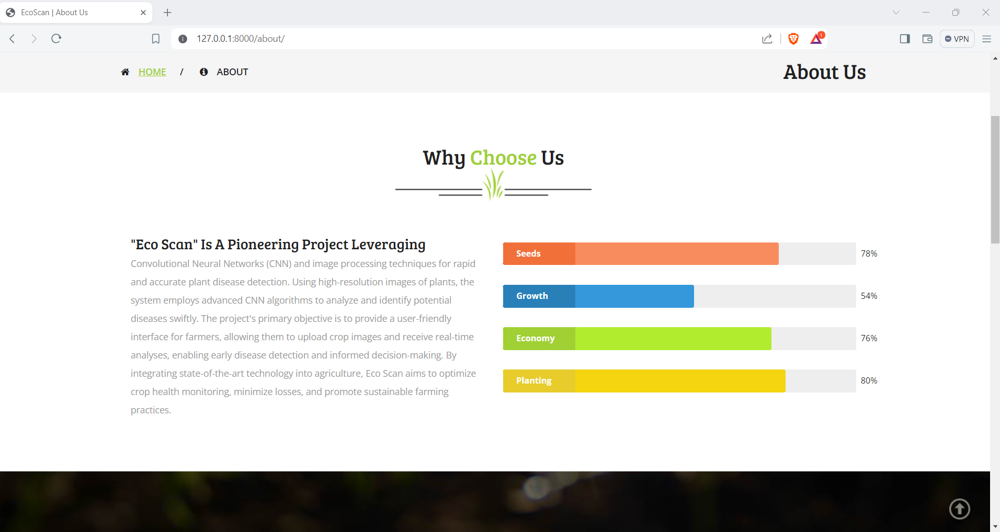 EcoScan | About Us
127.0.0.1:8000/about/
1
VPN
HOME / ABOUT
About Us
Why Choose Us
"Eco Scan" Is A Pioneering Project Leveraging
Convolutional Neural Networks (CNN) and image processing techniques for rapid
and accurate plant disease detection. Using high-resolution images of plants, the
system employs advanced CNN algorithms to analyze and identify potential
diseases swiftly. The project's primary objective is to provide a user-friendly
interface for farmers, allowing them to upload crop images and receive real-time
analyses, enabling early disease detection and informed decision-making. By
integrating state-of-the-art technology into agriculture, Eco Scan aims to optimize
crop health monitoring, minimize losses, and promote sustainable farming
practices.
Seeds 78%
Growth 54%
Economy 76%
Planting 80%